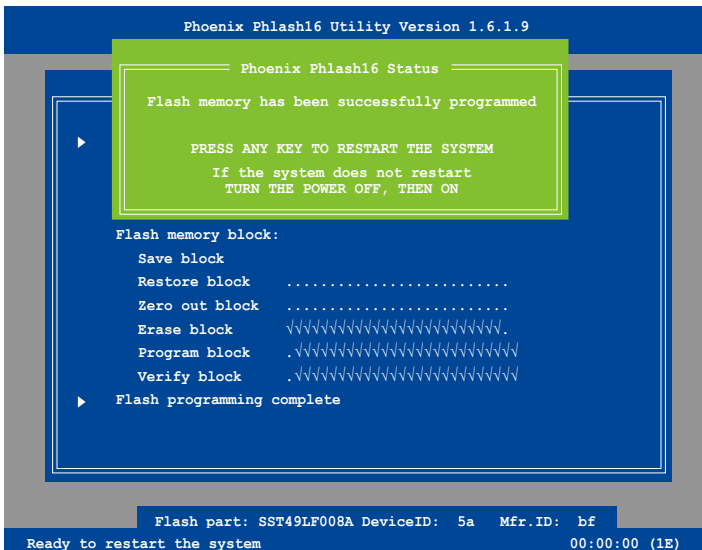 Phoenix Phlash16 Utility Version 1.6.1.9
Phoenix Phlash16 Status
Flash memory has been successfully programmed
PRESS ANY KEY TO RESTART THE SYSTEM
If the system does not restart
TURN THE POWER OFF, THEN ON
Flash memory block:
Save block
Restore block ..........................
Zero out block ..........................
Erase block √√√√√√√√√√√√√√√√√√√√√√√√√.
Program block .√√√√√√√√√√√√√√√√√√√√√√√√√√
Verify block .√√√√√√√√√√√√√√√√√√√√√√√√√√
Flash programming complete
Flash part: SST49LF008A DeviceID: 5a Mfr.ID: bf
Ready to restart the system 00:00:00 (1E)